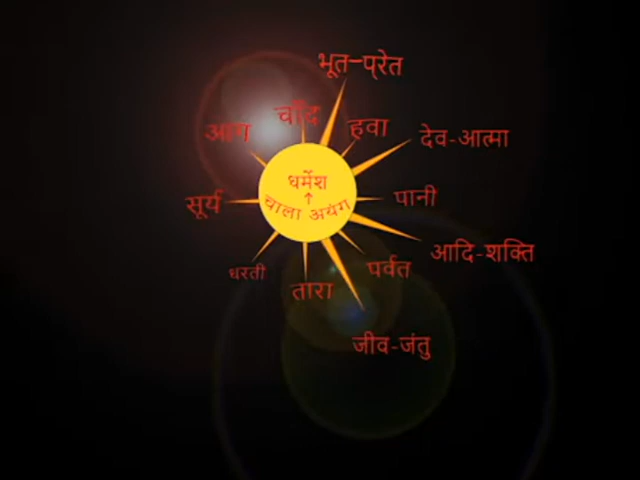 भूत-प्रेत
चाँद
आग
हवा
देव-आत्मा
धर्मेश
↑
चाला अयंग
सूर्य
पानी
आदि-शक्ति
धरती
तारा
पर्वत
जीव-जंतु